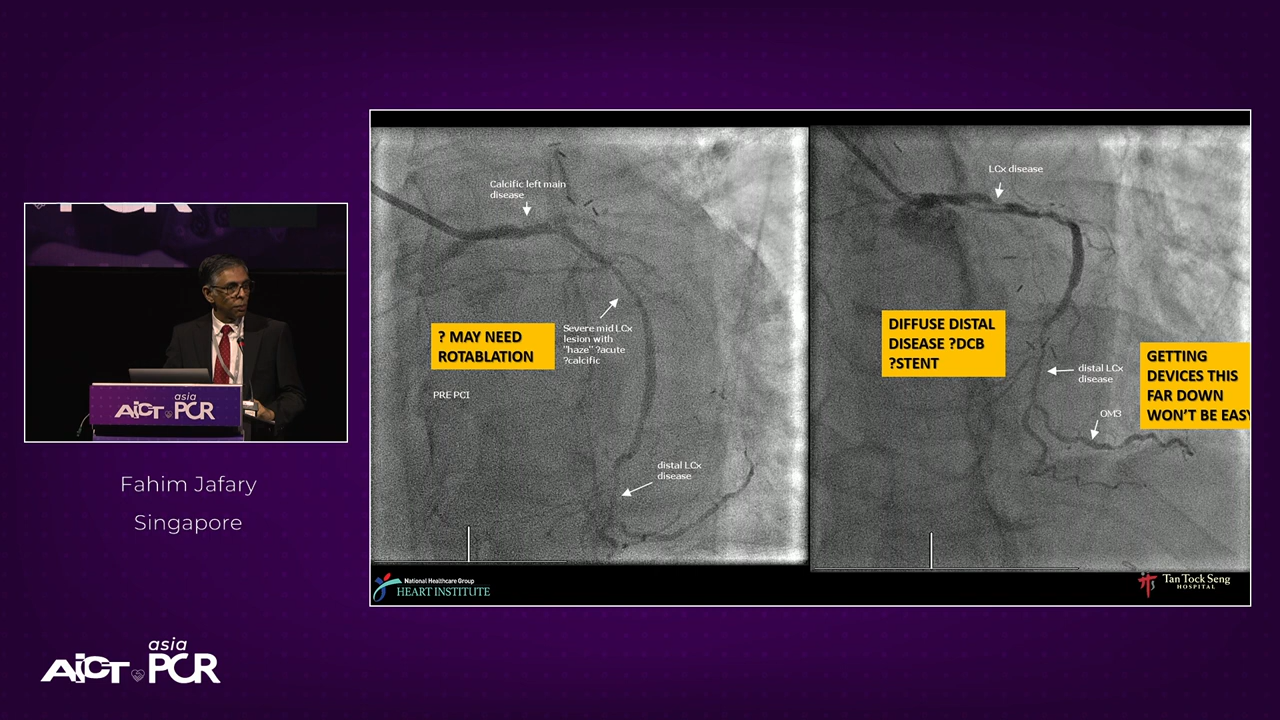 PCR
asia
AICT PCR
Fahim Jafary
Singapore
asia
AICT PCR
Calcific left main
disease
Severe mid LCx
lesion with
"haze" ?acute
?calcific
? MAY NEED
ROTABLATION
PRE PCI
distal LCx
disease
National Healthcare Group
HEART INSTITUTE
LCx disease
DIFFUSE DISTAL
DISEASE ?DCB
?STENT
distal LCx
disease
OM3
GETTING
DEVICES THIS
FAR DOWN
WON'T BE EASY
Tan Tock Seng
HOSPITAL